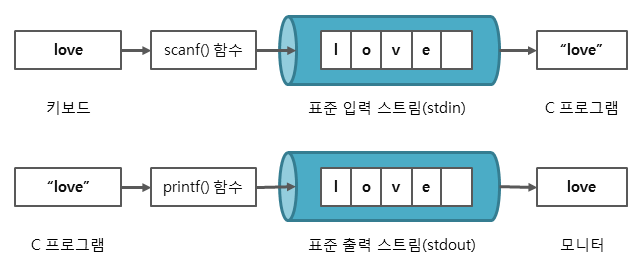 love
scanf() 함수
l o v e
“love”
키보드
표준 입력 스트림(stdin)
C 프로그램
“love”
printf() 함수
l o v e
love
C 프로그램
표준 출력 스트림(stdout)
모니터